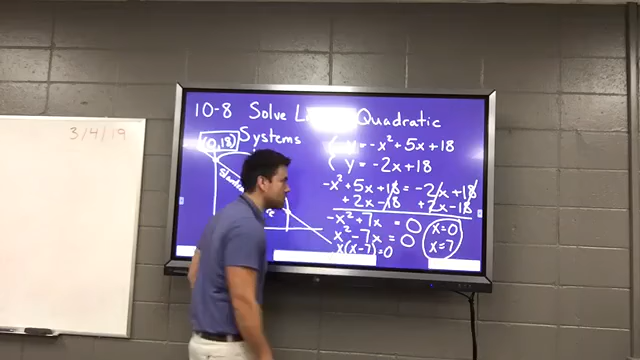 3/4/19
10-8 Solve Quadratic
Systems
(0,18)
y = -x² + 5x + 18
y = -2x + 18
-x² + 5x + 18 = -2x + 18
+ 2x - 18 + 2x - 18
-x² + 7x = 0
x² - 7x = 0
x(x-7) = 0
x = 0
x = 7